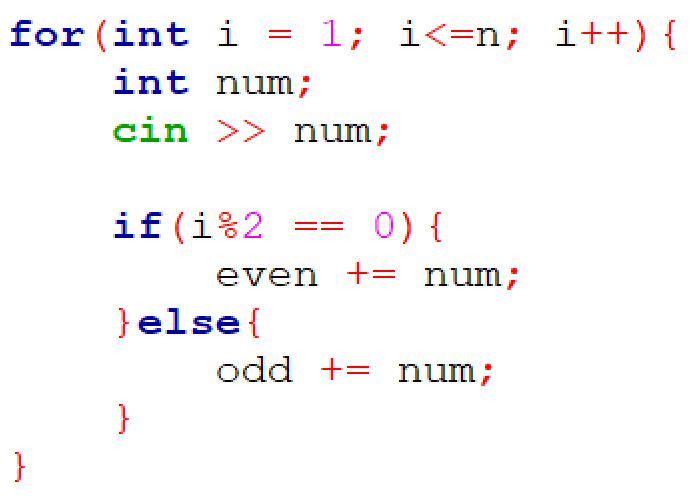 for(int i = 1; i<=n; i++){
    int num;
    cin >> num;

    if(i%2 == 0){
        even += num;
    }else{
        odd += num;
    }
}